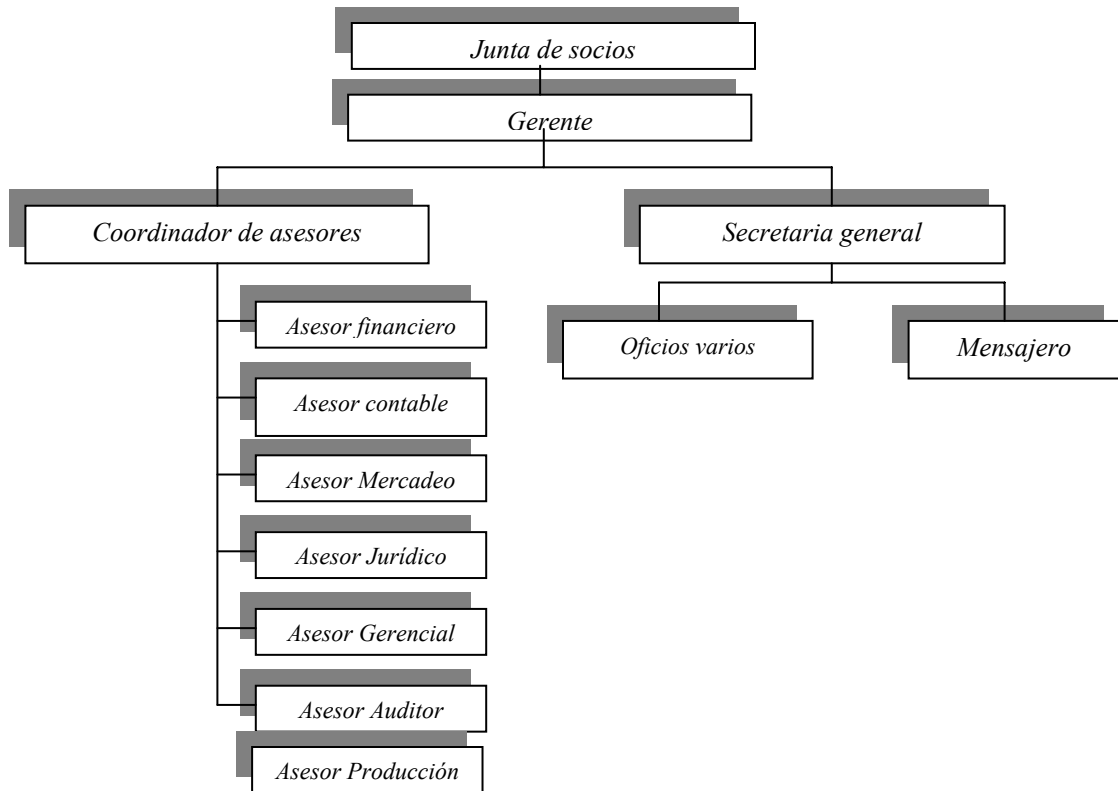 Junta de socios
Gerente
Coordinador de asesores
Secretaria general
Asesor financiero
Oficios varios
Mensajero
Asesor contable
Asesor Mercadeo
Asesor Jurídico
Asesor Gerencial
Asesor Auditor
Asesor Producción